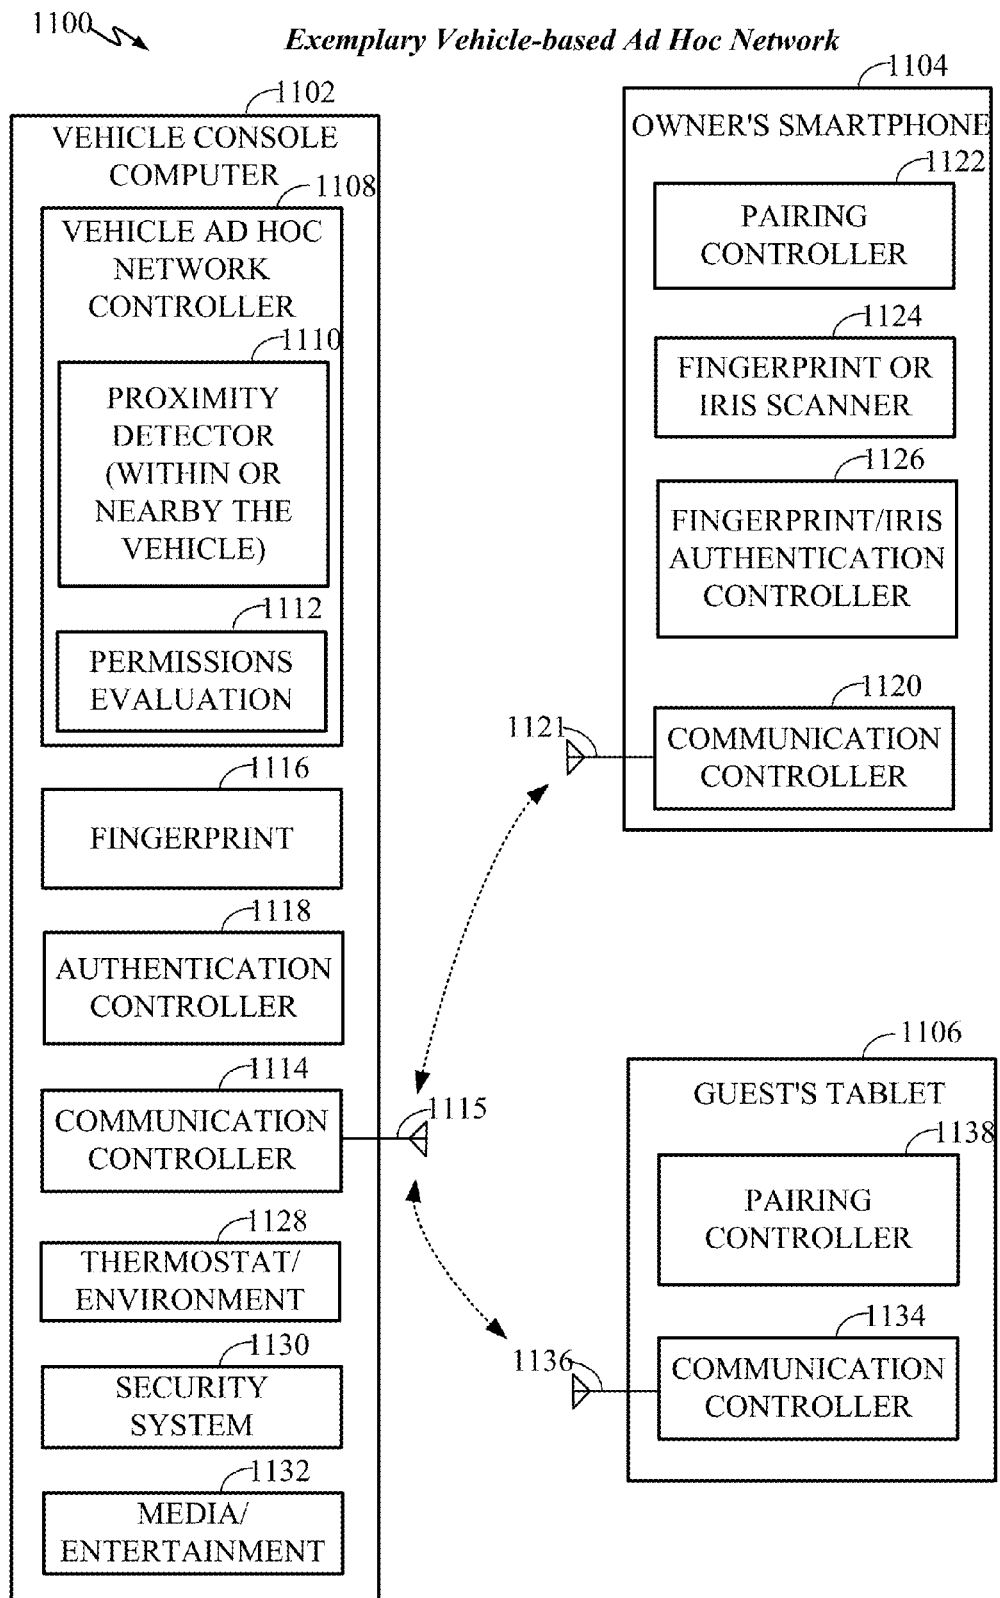 1100
Exemplary Vehicle-based Ad Hoc Network
1102
VEHICLE CONSOLE
COMPUTER
1108
VEHICLE AD HOC
NETWORK
CONTROLLER
1110
PROXIMITY
DETECTOR
(WITHIN OR
NEARBY THE
VEHICLE)
1112
PERMISSIONS
EVALUATION
1116
FINGERPRINT
1118
AUTHENTICATION
CONTROLLER
1114
COMMUNICATION
CONTROLLER
1115
1128
THERMOSTAT/
ENVIRONMENT
1130
SECURITY
SYSTEM
1132
MEDIA/
ENTERTAINMENT
1104
OWNER'S SMARTPHONE
1122
PAIRING
CONTROLLER
1124
FINGERPRINT OR
IRIS SCANNER
1126
FINGERPRINT/IRIS
AUTHENTICATION
CONTROLLER
1120
1121
COMMUNICATION
CONTROLLER
1106
GUEST'S TABLET
1138
PAIRING
CONTROLLER
1134
1136
COMMUNICATION
CONTROLLER